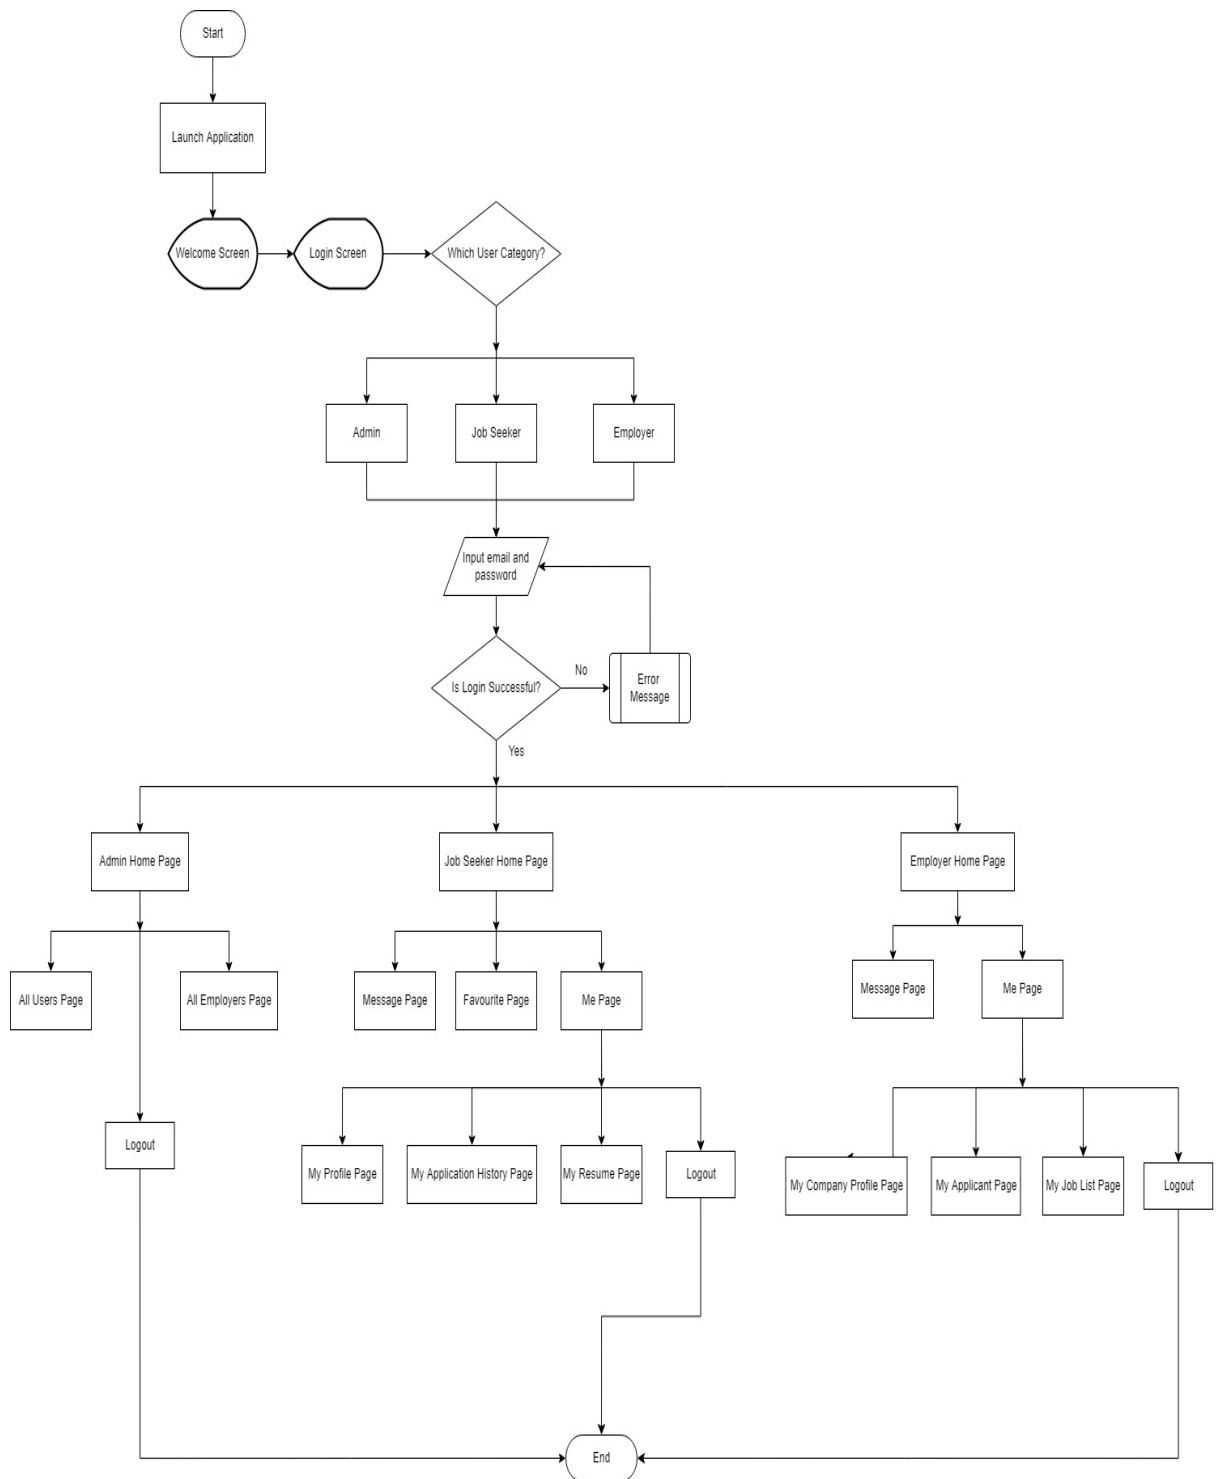 Start
Launch Application
Welcome Screen
Login Screen
Which User Category?
Admin
Job Seeker
Employer
Input email and
password
Is Login Successful?
No
Error
Message
Yes
Admin Home Page
Job Seeker Home Page
Employer Home Page
All Users Page
All Employers Page
Message Page
Favourite Page
Me Page
Message Page
Me Page
Logout
My Profile Page
My Application History Page
My Resume Page
Logout
My Company Profile Page
My Applicant Page
My Job List Page
Logout
End